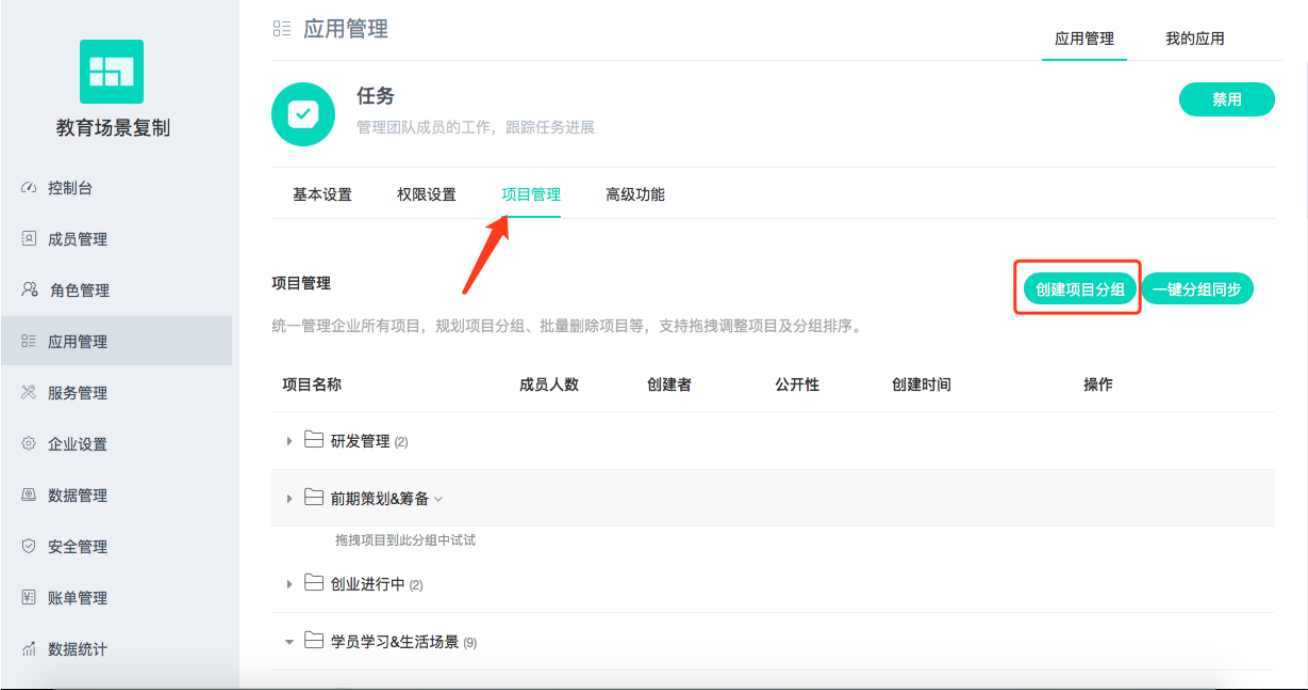 应用管理
应用管理 我的应用
教育场景复制
任务
管理团队成员的工作，跟踪任务进展
禁用
控制台
成员管理
角色管理
应用管理
服务管理
企业设置
数据管理
安全管理
账单管理
数据统计
基本设置 权限设置 项目管理 高级功能
项目管理
创建项目分组 一键分组同步
统一管理企业所有项目，规划项目分组、批量删除项目等，支持拖拽调整项目及分组排序。
项目名称 成员人数 创建者 公开性 创建时间 操作
研发管理 (2)
前期策划&筹备
拖拽项目到此分组中试试
创业进行中 (2)
学员学习&生活场景 (9)